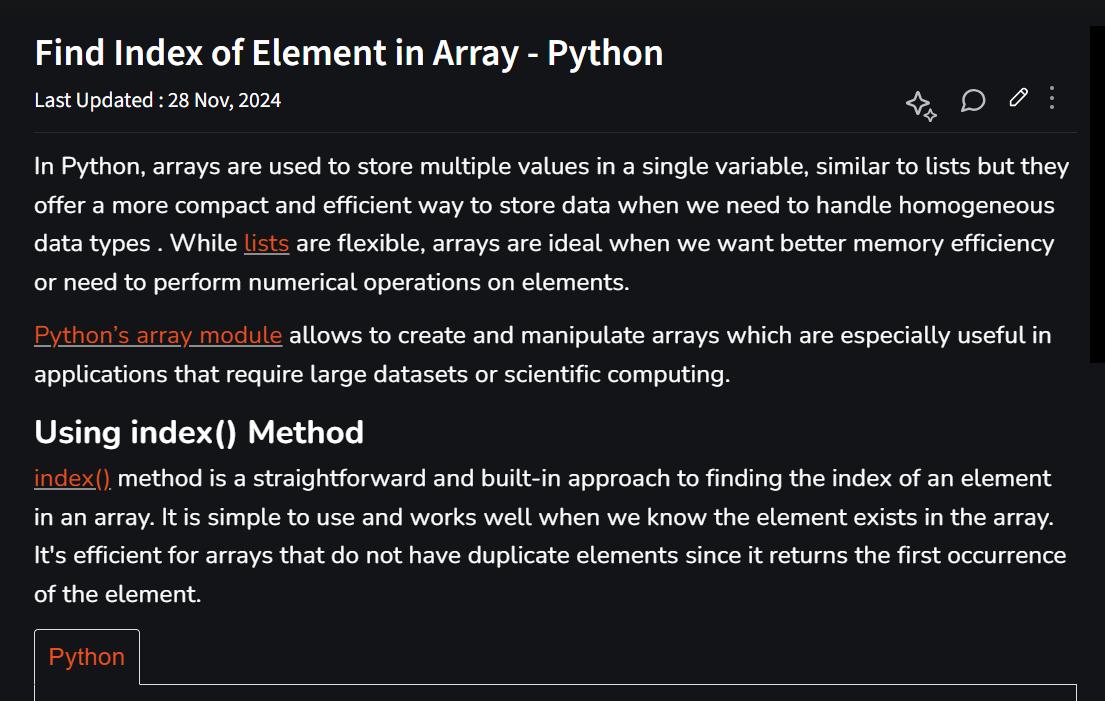 Find Index of Element in Array - Python
Last Updated : 28 Nov, 2024
In Python, arrays are used to store multiple values in a single variable, similar to lists but they
offer a more compact and efficient way to store data when we need to handle homogeneous
data types . While lists are flexible, arrays are ideal when we want better memory efficiency
or need to perform numerical operations on elements.
Python’s array module allows to create and manipulate arrays which are especially useful in
applications that require large datasets or scientific computing.
Using index() Method
index() method is a straightforward and built-in approach to finding the index of an element
in an array. It is simple to use and works well when we know the element exists in the array.
It's efficient for arrays that do not have duplicate elements since it returns the first occurrence
of the element.
Python